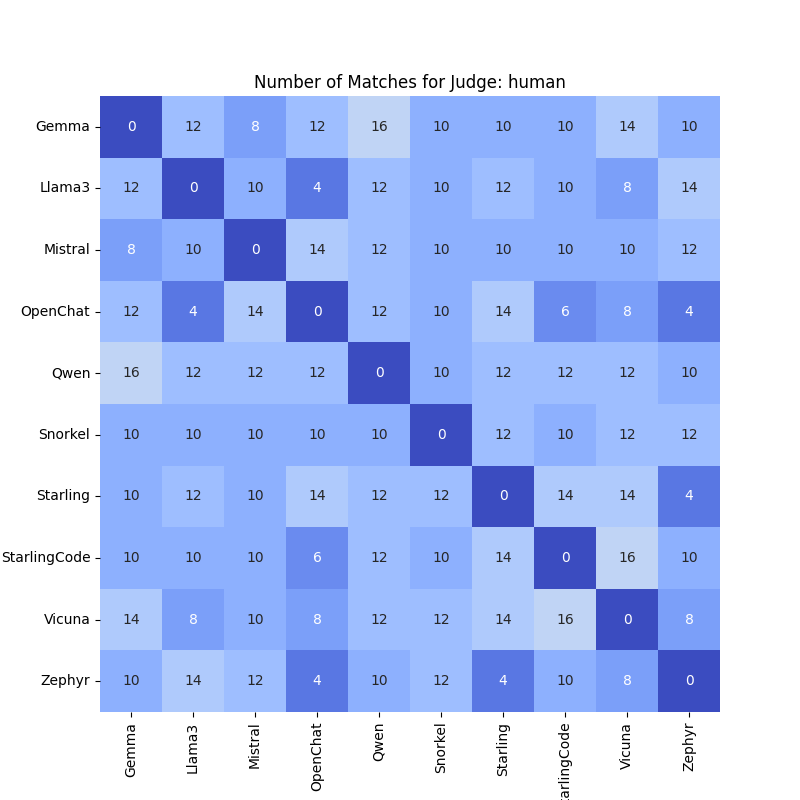 Number of Matches for Judge: human
Gemma 0 12 8 12 16 10 10 10 14 10
Llama3 12 0 10 4 12 10 12 10 8 14
Mistral 8 10 0 14 12 10 10 10 10 12
OpenChat 12 4 14 0 12 10 14 6 8 4
Qwen 16 12 12 12 0 10 12 12 12 10
Snorkel 10 10 10 10 10 0 12 10 12 12
Starling 10 12 10 14 12 12 0 14 14 4
StarlingCode 10 10 10 6 12 10 14 0 16 10
Vicuna 14 8 10 8 12 12 14 16 0 8
Zephyr 10 14 12 4 10 12 4 10 8 0
Gemma
Llama3
Mistral
OpenChat
Qwen
Snorkel
Starling
arlingCode
Vicuna
Zephyr